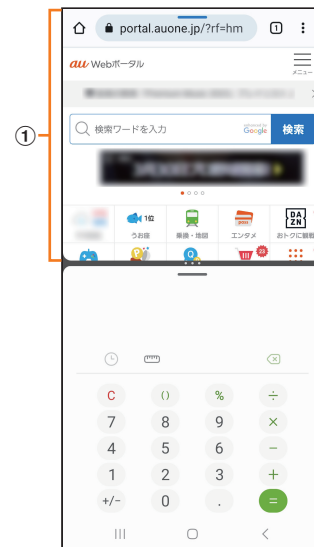 ①
portal.auone.jp/?rf=hm 1
au Webポータル
メニュー
検索ワードを入力 enhanced by Google 検索
1位 DAZN
うお座 乗換・地図 エンタメ おトクに観戦
23
C () % ÷
7 8 9 ×
4 5 6 −
1 2 3 +
+/− 0 . =